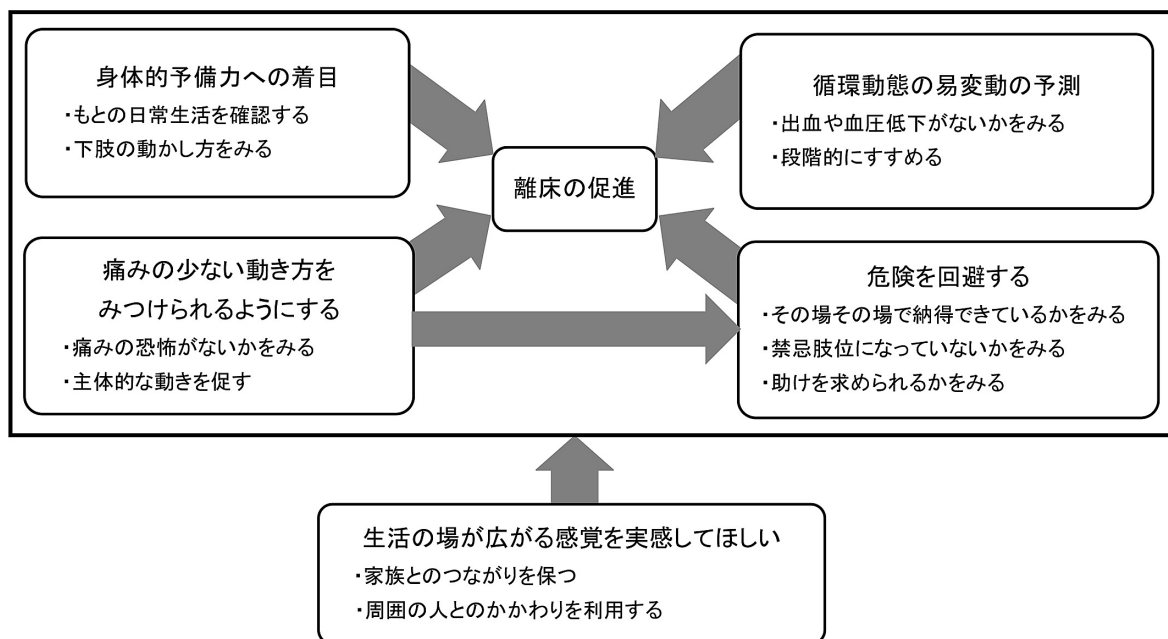 身体的予備力への着目
・もとの日常生活を確認する
・下肢の動かし方をみる
循環動態の易変動の予測
・出血や血圧低下がないかをみる
・段階的にすすめる
離床の促進
痛みの少ない動き方を
みつけられるようにする
・痛みの恐怖がないかをみる
・主体的な動きを促す
危険を回避する
・その場その場で納得できているかをみる
・禁忌肢位になっていないかをみる
・助けを求められるかをみる
生活の場が広がる感覚を実感してほしい
・家族とのつながりを保つ
・周囲の人とのかかわりを利用する